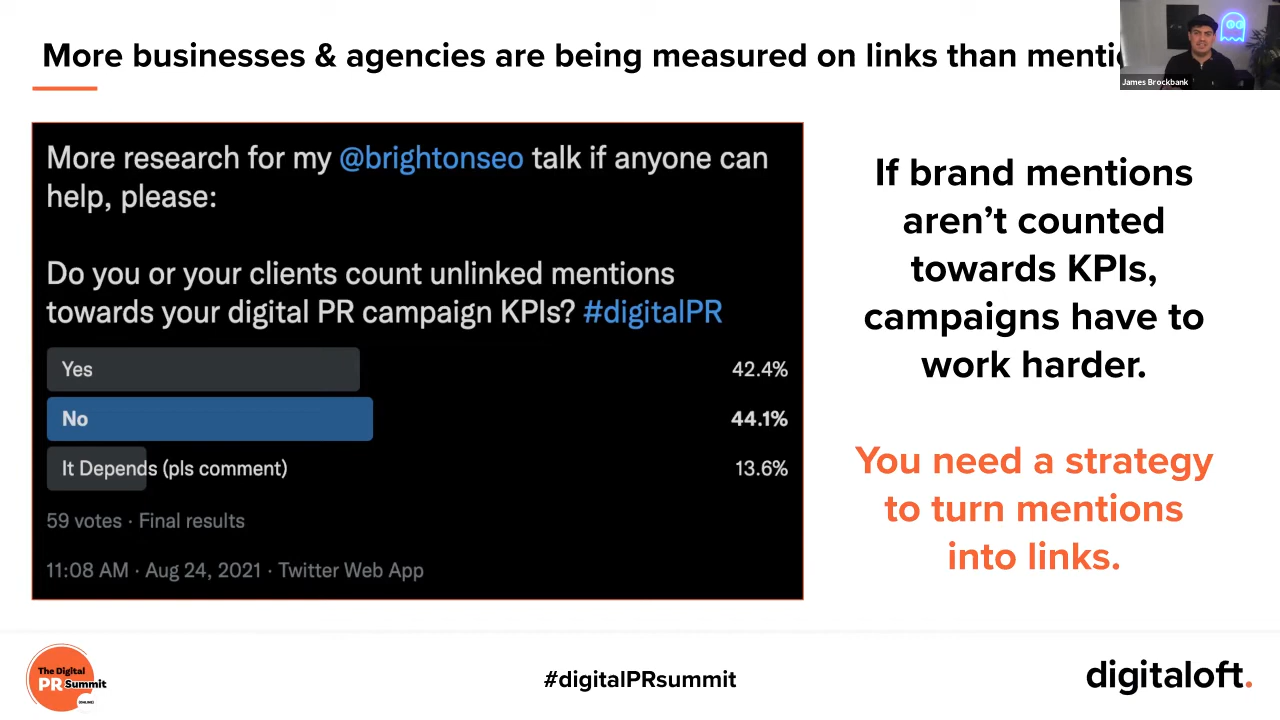 More businesses & agencies are being measured on links than mentio
James Brockbank
More research for my @brightonseo talk if anyone can
help, please:
Do you or your clients count unlinked mentions
towards your digital PR campaign KPIs? #digitalPR
Yes 42.4%
No 44.1%
It Depends (pls comment) 13.6%
59 votes · Final results
11:08 AM · Aug 24, 2021 · Twitter Web App
If brand mentions
aren’t counted
towards KPIs,
campaigns have to
work harder.
You need a strategy
to turn mentions
into links.
The Digital
PR Summit
(ONLINE)
#digitalPRsummit
digitaloft.